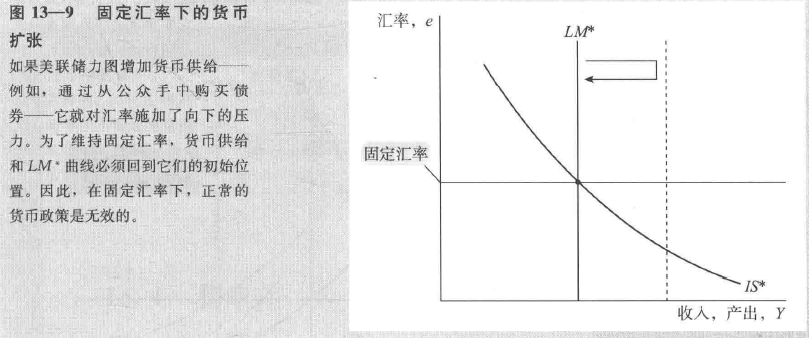 图 13—9 固定汇率下的货币
扩张
如果美联储力图增加货币供给——
例如，通过从公众手中购买债
券——它就对汇率施加了向下的压
力。为了维持固定汇率，货币供给
和 LM* 曲线必须回到它们的初始位
置。因此，在固定汇率下，正常的
货币政策是无效的。
汇率，e
LM*
固定汇率
IS*
收入，产出，Y